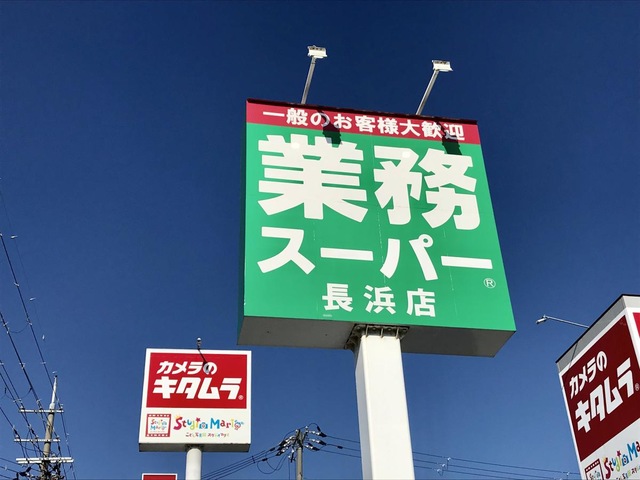 一般のお客様大歓迎
業務
スーパー
®
長浜店
カメラの
キタムラ®
Studio Mario
カメラの
キタムラ